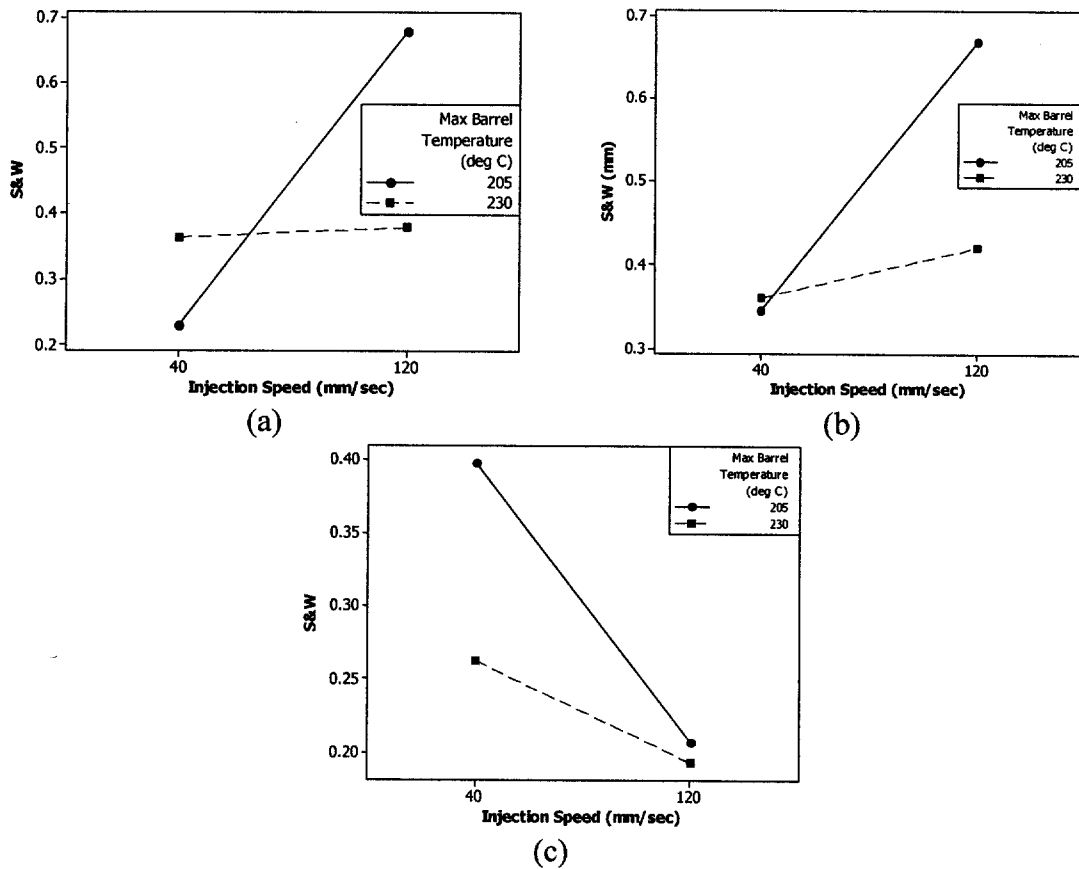 0.7
0.6
0.5
0.4
0.3
0.2
S&W
Max Barrel
Temperature
(deg C)
205
230
40
120
Injection Speed (mm/sec)
(a)
0.7
0.6
0.5
0.4
0.3
S&W (mm)
Max Barrel
Temperature
(deg C)
205
230
40
120
Injection Speed (mm/sec)
(b)
0.40
0.35
0.30
0.25
0.20
S&W
Max Barrel
Temperature
(deg C)
205
230
40
120
Injection Speed (mm/sec)
(c)